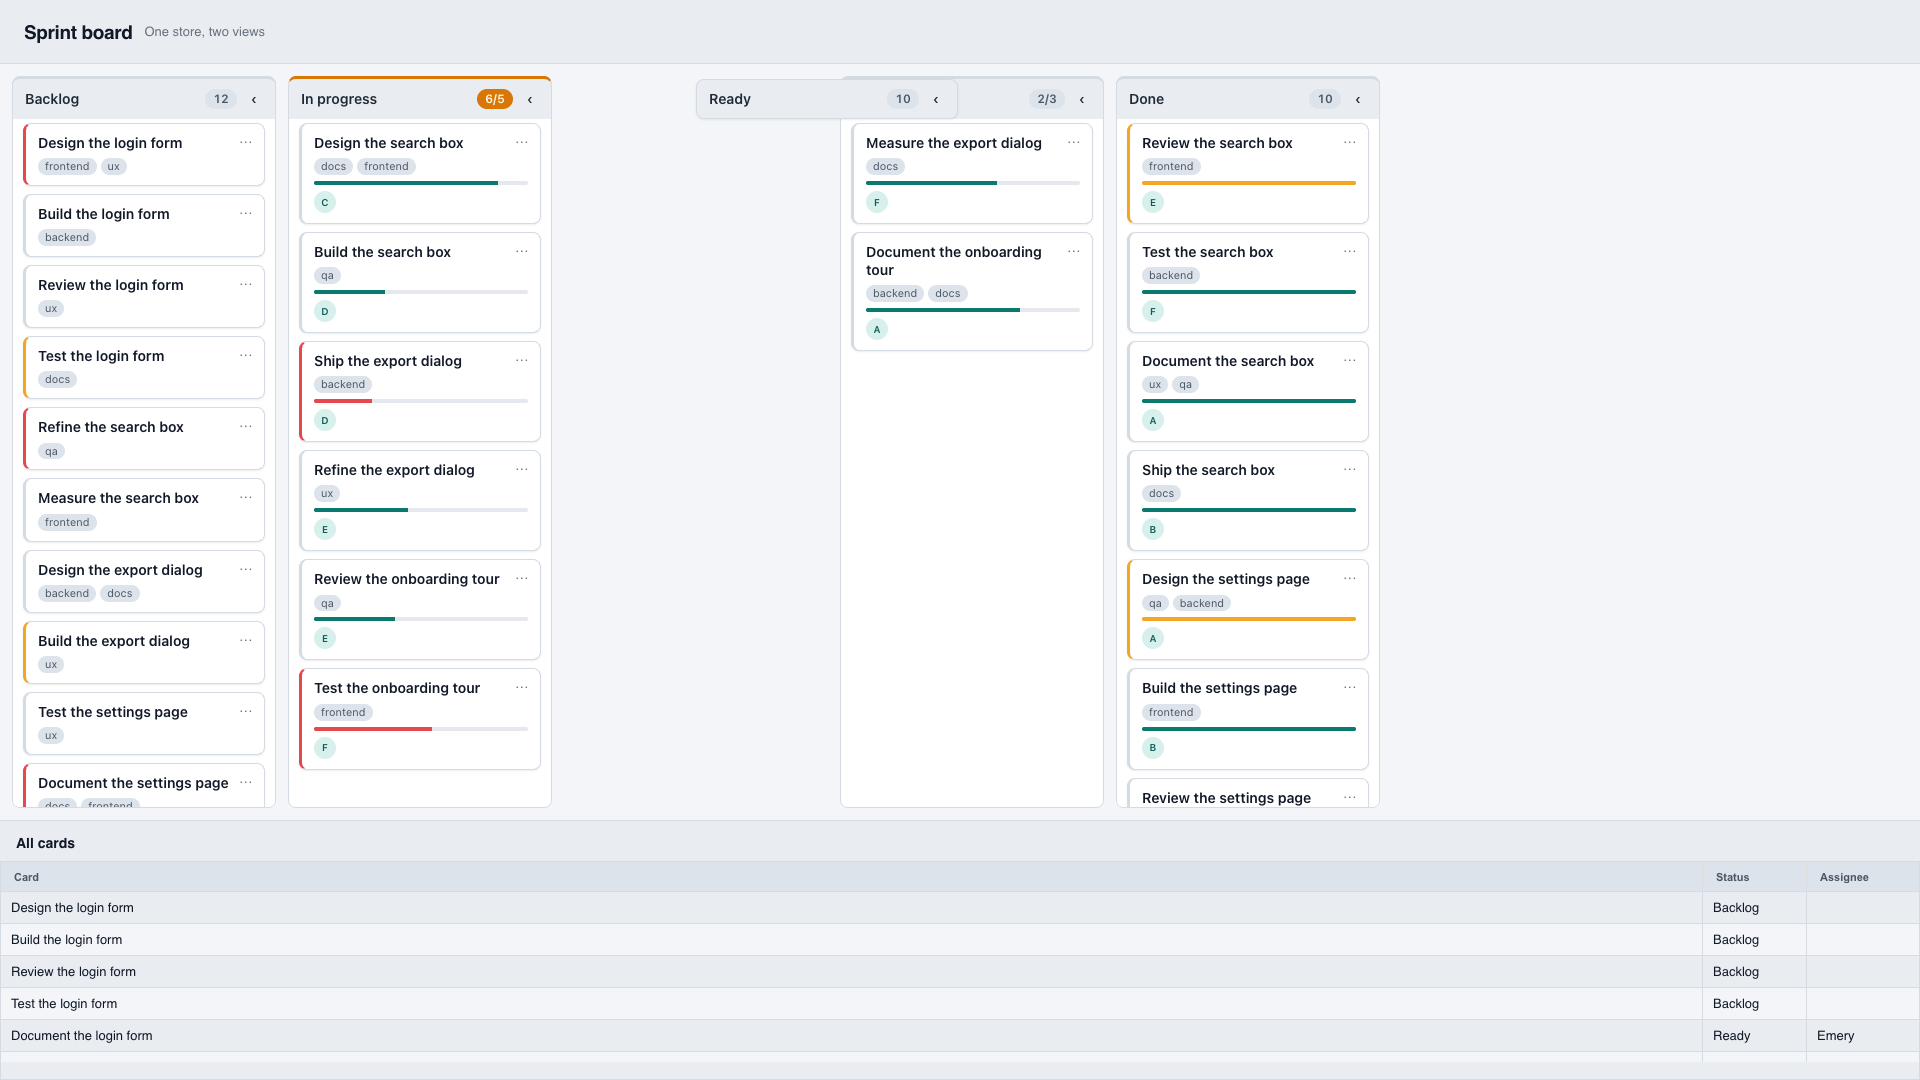 Sprint board One store, two views
Backlog 12 ‹
Design the login form ···
frontend ux
Build the login form ···
backend
Review the login form ···
ux
Test the login form ···
docs
Refine the search box ···
qa
Measure the search box ···
frontend
Design the export dialog ···
backend docs
Build the export dialog ···
ux
Test the settings page ···
ux
Document the settings page ···
docs frontend
In progress 6/5 ‹
Design the search box ···
docs frontend
C
Build the search box ···
qa
D
Ship the export dialog ···
backend
D
Refine the export dialog ···
ux
E
Review the onboarding tour ···
qa
E
Test the onboarding tour ···
frontend
F
Ready 10 ‹
2/3 ‹
Measure the export dialog ···
docs
F
Document the onboarding ···
tour
backend docs
A
Done 10 ‹
Review the search box ···
frontend
E
Test the search box ···
backend
F
Document the search box ···
ux qa
A
Ship the search box ···
docs
B
Design the settings page ···
qa backend
A
Build the settings page ···
frontend
B
Review the settings page ···
All cards
Card Status Assignee
Design the login form Backlog
Build the login form Backlog
Review the login form Backlog
Test the login form Backlog
Document the login form Ready Emery